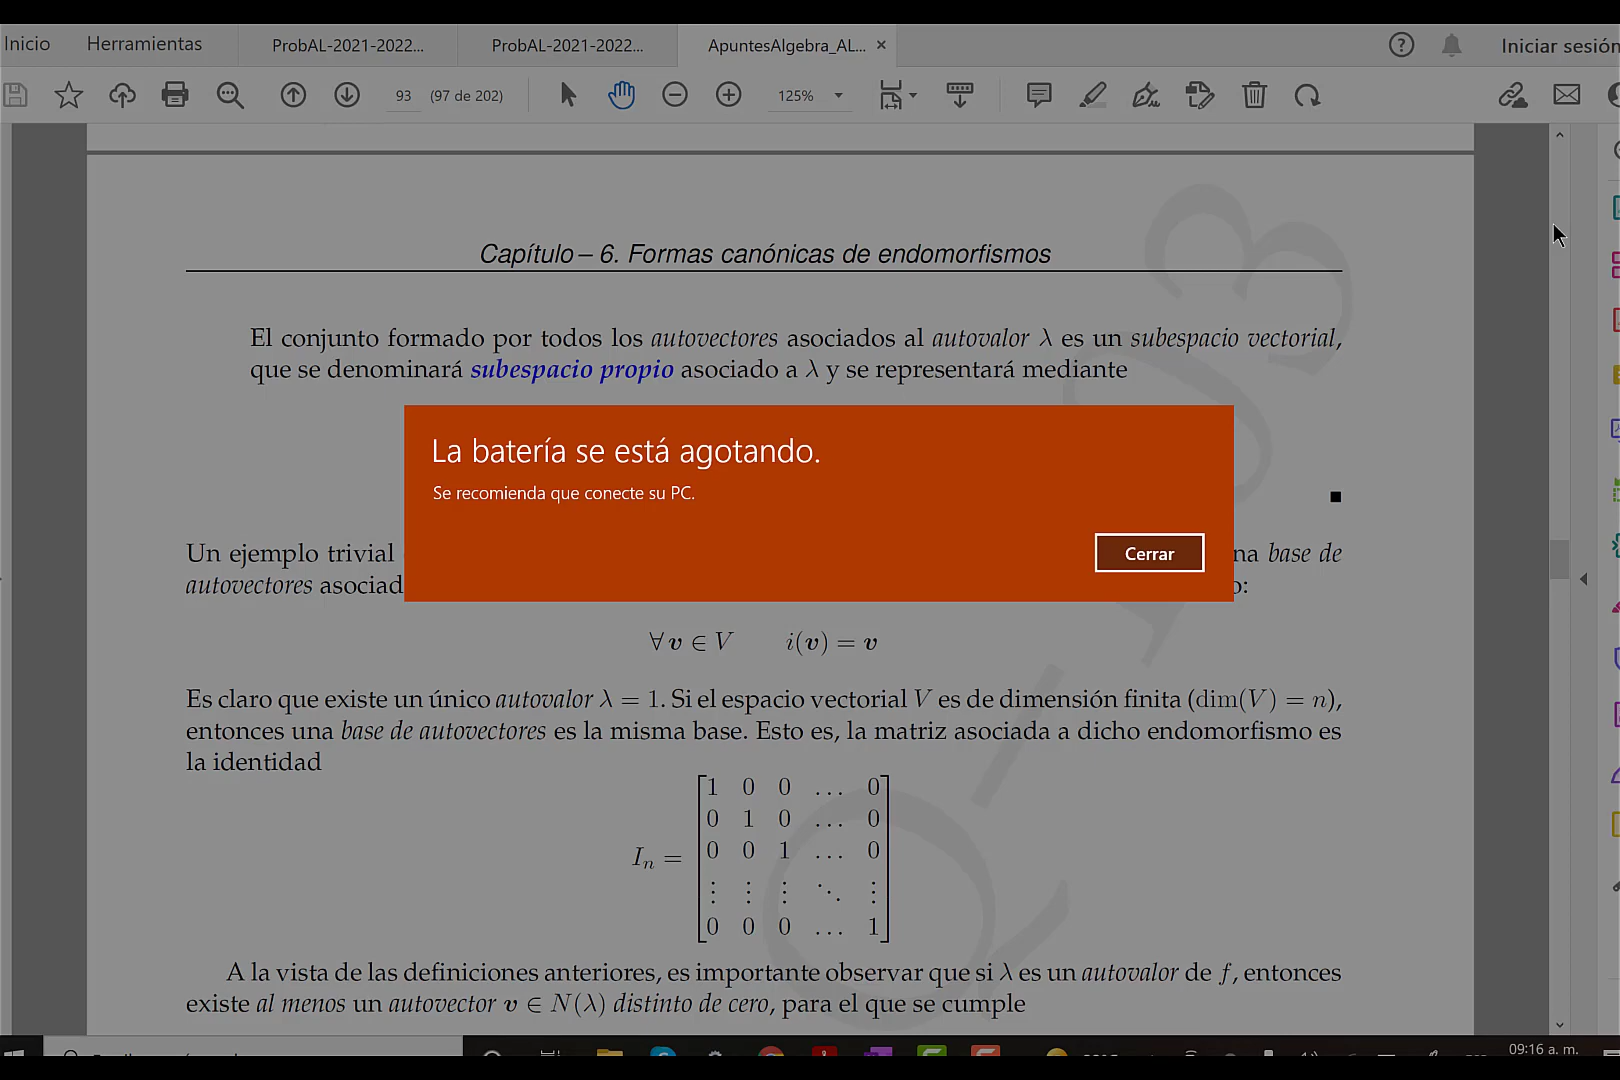 Inicio Herramientas ProbAL-2021-2022... ProbAL-2021-2022... ApuntesAlgebra_AL... × ? Iniciar sesión
93 (97 de 202) 125%
Capítulo – 6. Formas canónicas de endomorfismos
El conjunto formado por todos los autovectores asociados al autovalor λ es un subespacio vectorial,
que se denominará subespacio propio asociado a λ y se representará mediante
La batería se está agotando.
Se recomienda que conecte su PC.
Cerrar
■
Un ejemplo trivial
na base de
autovectores asociad
o:
∀ v ∈ V i(v) = v
Es claro que existe un único autovalor λ = 1. Si el espacio vectorial V es de dimensión finita (dim(V) = n),
entonces una base de autovectores es la misma base. Esto es, la matriz asociada a dicho endomorfismo es
la identidad
1 0 0 ... 0
0 1 0 ... 0
I_n = 0 0 1 ... 0
⋮ ⋮ ⋮ ⋱ ⋮
0 0 0 ... 1
A la vista de las definiciones anteriores, es importante observar que si λ es un autovalor de f, entonces
existe al menos un autovector v ∈ N(λ) distinto de cero, para el que se cumple
09:16 a. m.